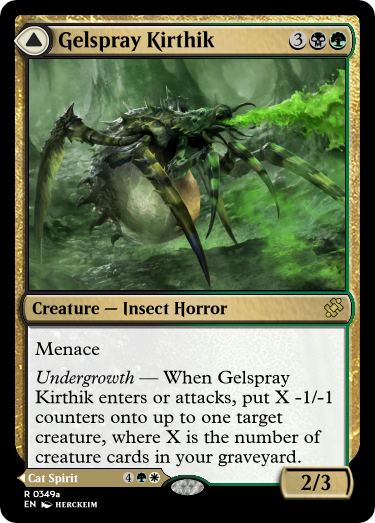 Gelspray Kirthik 3
Creature — Insect Horror
Menace
Undergrowth — When Gelspray
Kirthik enters or attacks, put X -1/-1
counters onto up to one target
creature, where X is the number of
creature cards in your graveyard.
Cat Spirit 4
2/3
R 0349a
EN HERCKEIM